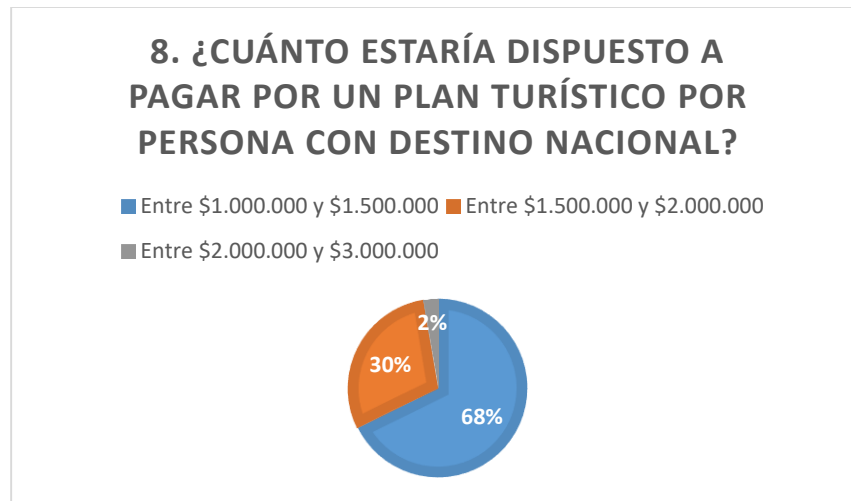 8. ¿CUÁNTO ESTARÍA DISPUESTO A
PAGAR POR UN PLAN TURÍSTICO POR
PERSONA CON DESTINO NACIONAL?
Entre $1.000.000 y $1.500.000 Entre $1.500.000 y $2.000.000
Entre $2.000.000 y $3.000.000
2%
30%
68%